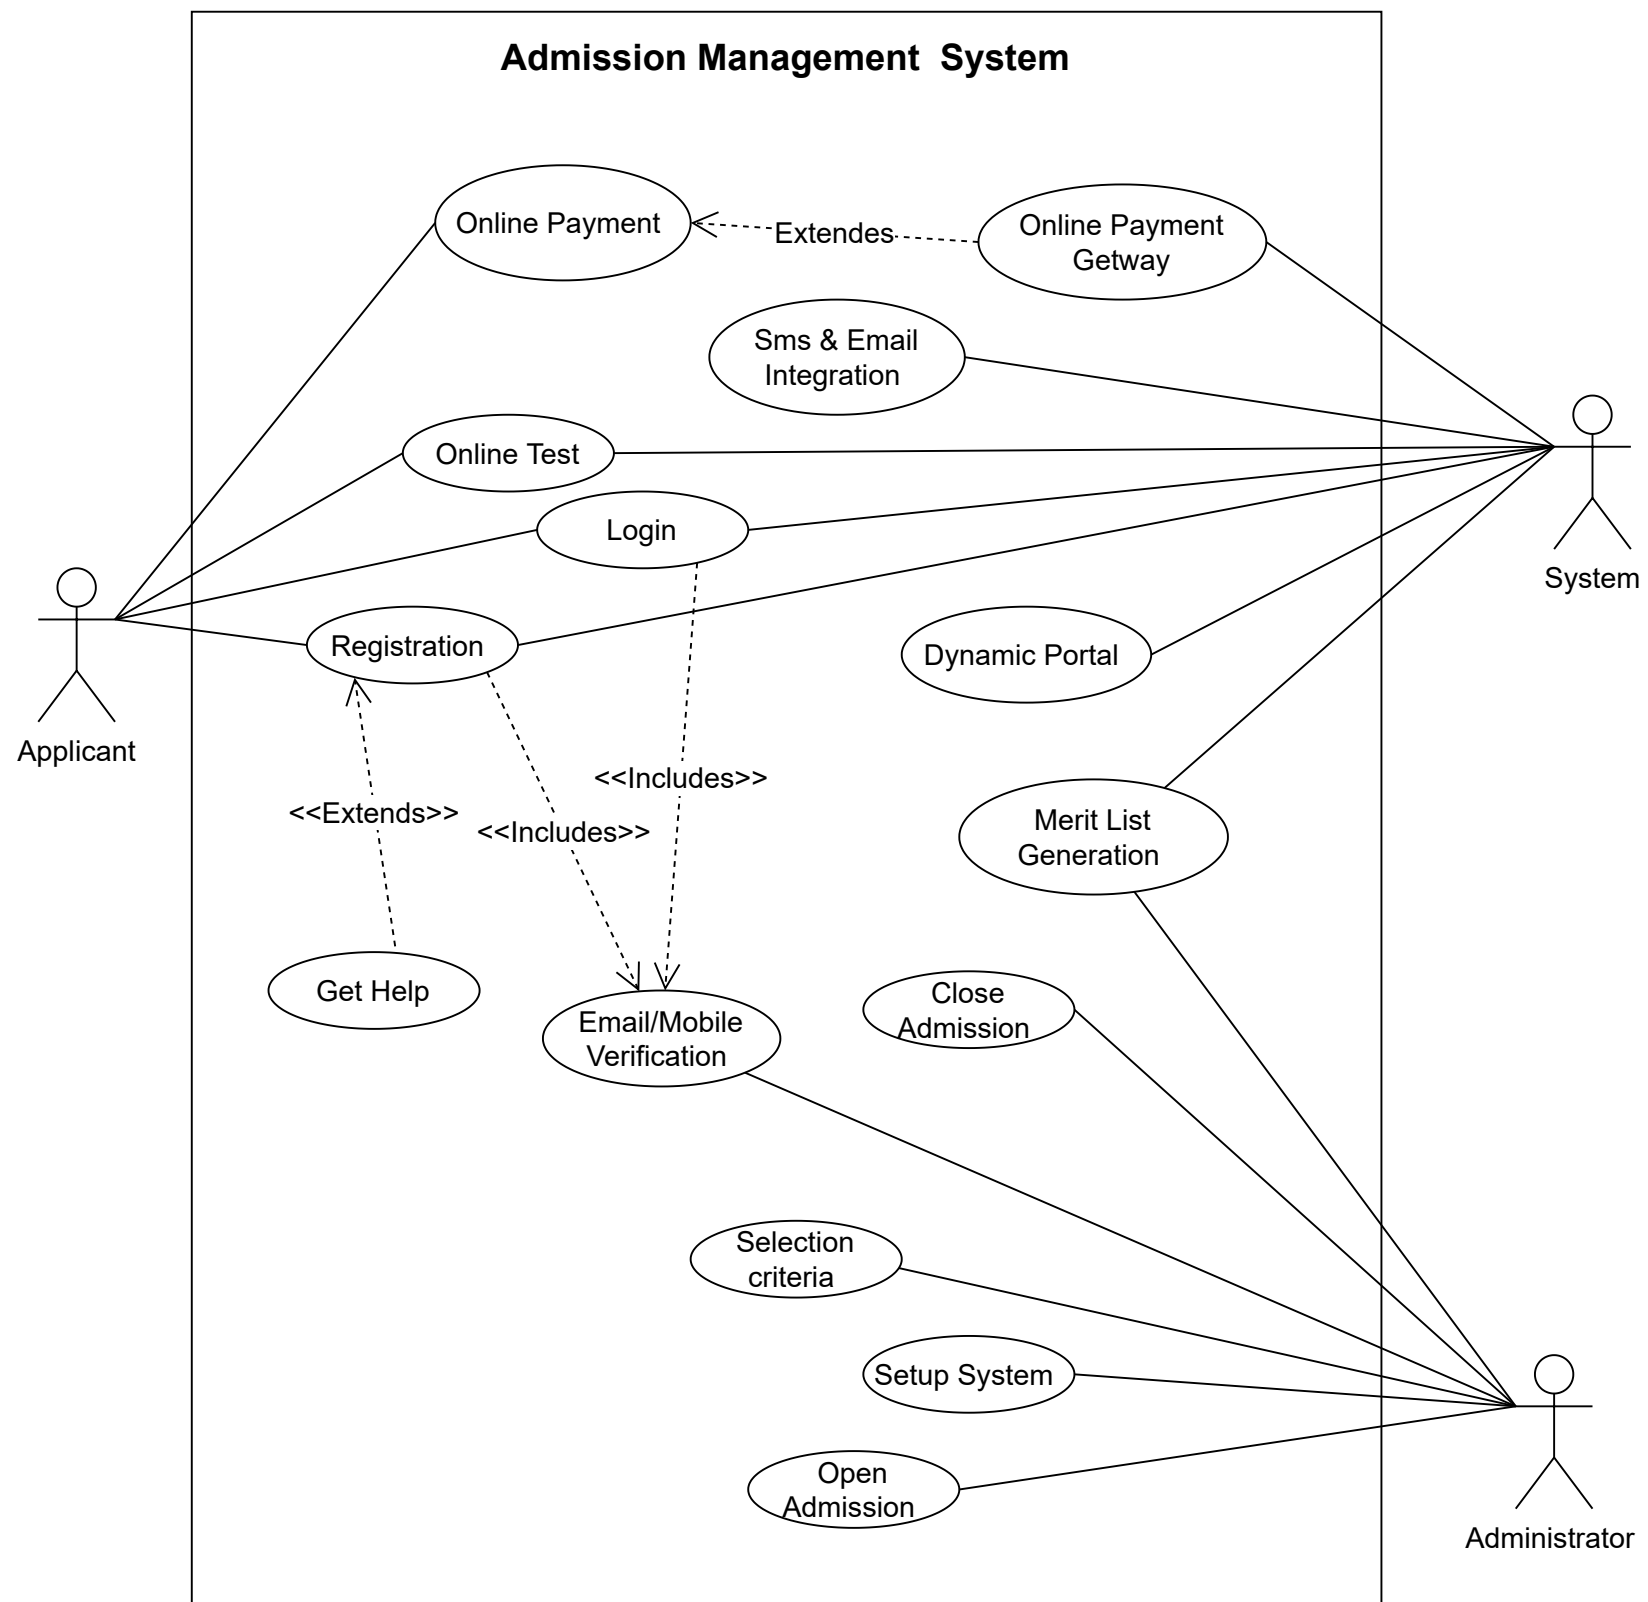 Admission Management  System
Online Payment
Extendes
Online Payment
Getway
Sms & Email
Integration
Online Test
Login
System
Registration
Dynamic Portal
Applicant
<<Includes>>
<<Extends>>
<<Includes>>
Merit List
Generation
Get Help
Close
Admission
Email/Mobile
Verification
Selection
criteria
Setup System
Open
Admission
Administrator